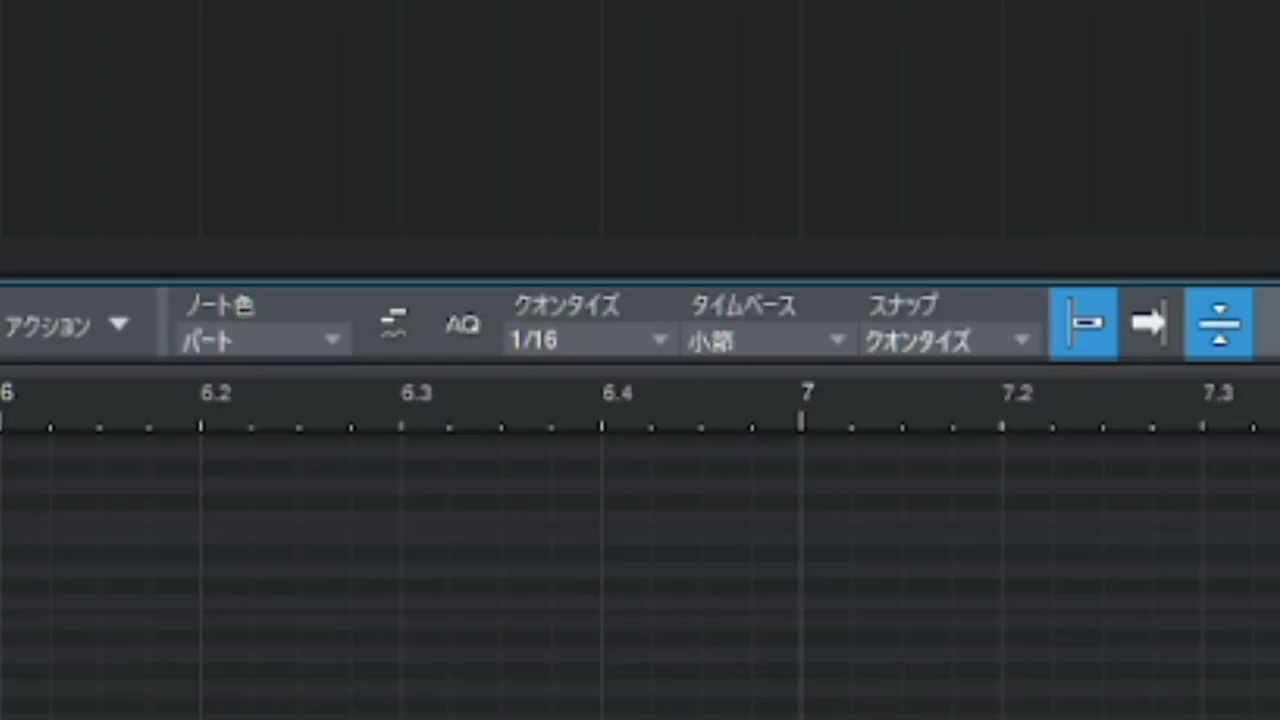 アクション
ノート色
パート
AQ
クオンタイズ
1/16
タイムベース
小節
スナップ
クオンタイズ
6 6.2 6.3 6.4 7 7.2 7.3